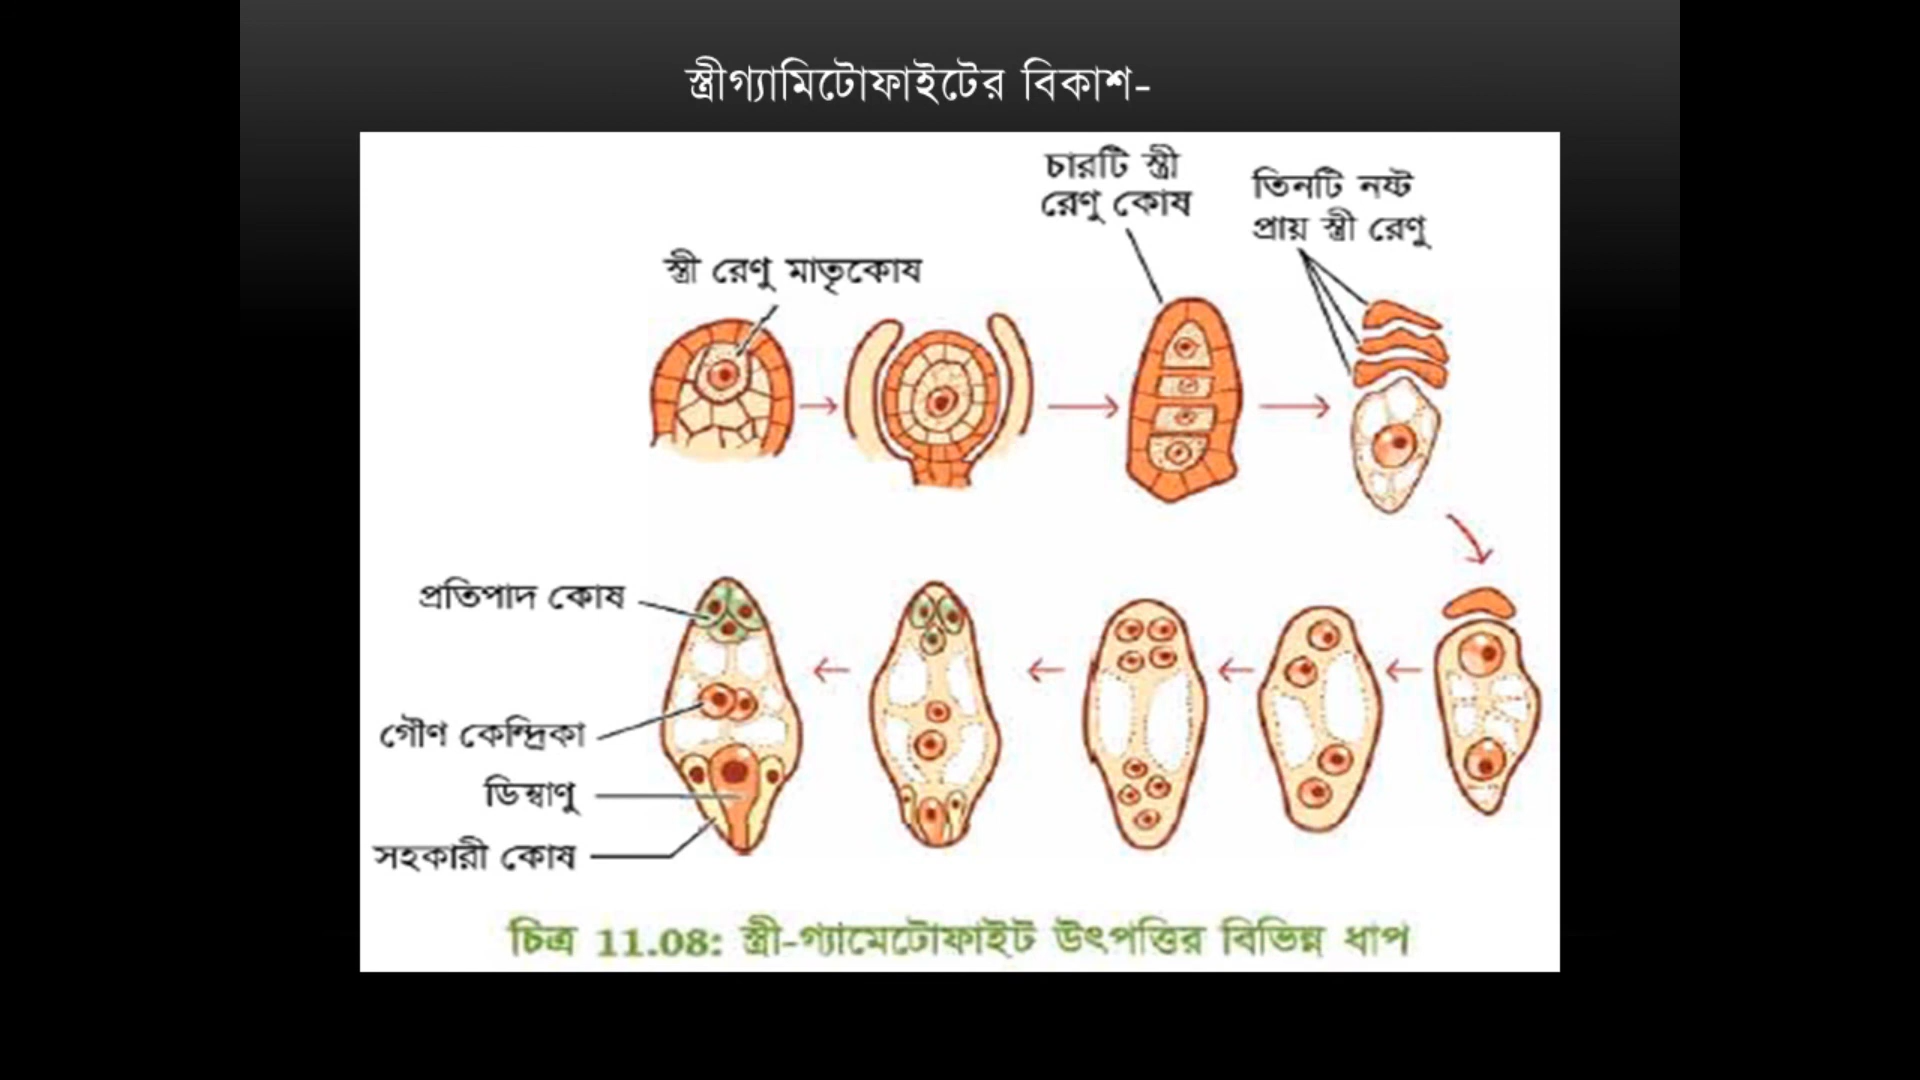 স্ত্রীগ্যামিটোফাইটের বিকাশ-
চারটি স্ত্রী
রেণু কোষ
তিনটি নষ্ট
প্রায় স্ত্রী রেণু
স্ত্রী রেণু মাতৃকোষ
প্রতিপাদ কোষ
গৌণ কেন্দ্রিকা
ডিম্বাণু
সহকারী কোষ
চিত্র 11.08: স্ত্রী-গ্যামেটোফাইট উৎপত্তির বিভিন্ন ধাপ